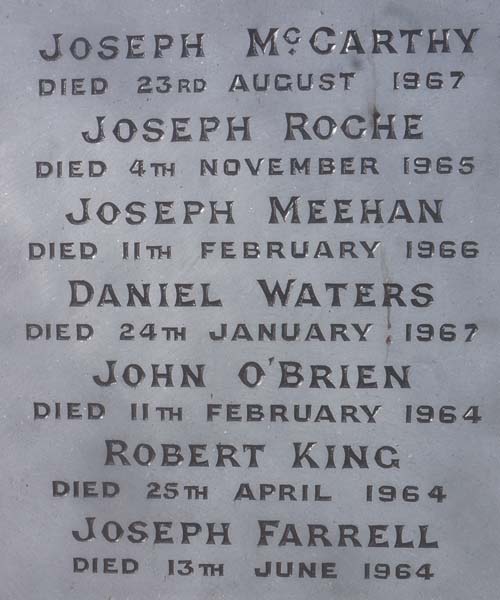 JOSEPH McCARTHY
DIED 23RD AUGUST 1967
JOSEPH ROCHE
DIED 4TH NOVEMBER 1965
JOSEPH MEEHAN
DIED 11TH FEBRUARY 1966
DANIEL WATERS
DIED 24TH JANUARY 1967
JOHN O'BRIEN
DIED 11TH FEBRUARY 1964
ROBERT KING
DIED 25TH APRIL 1964
JOSEPH FARRELL
DIED 13TH JUNE 1964